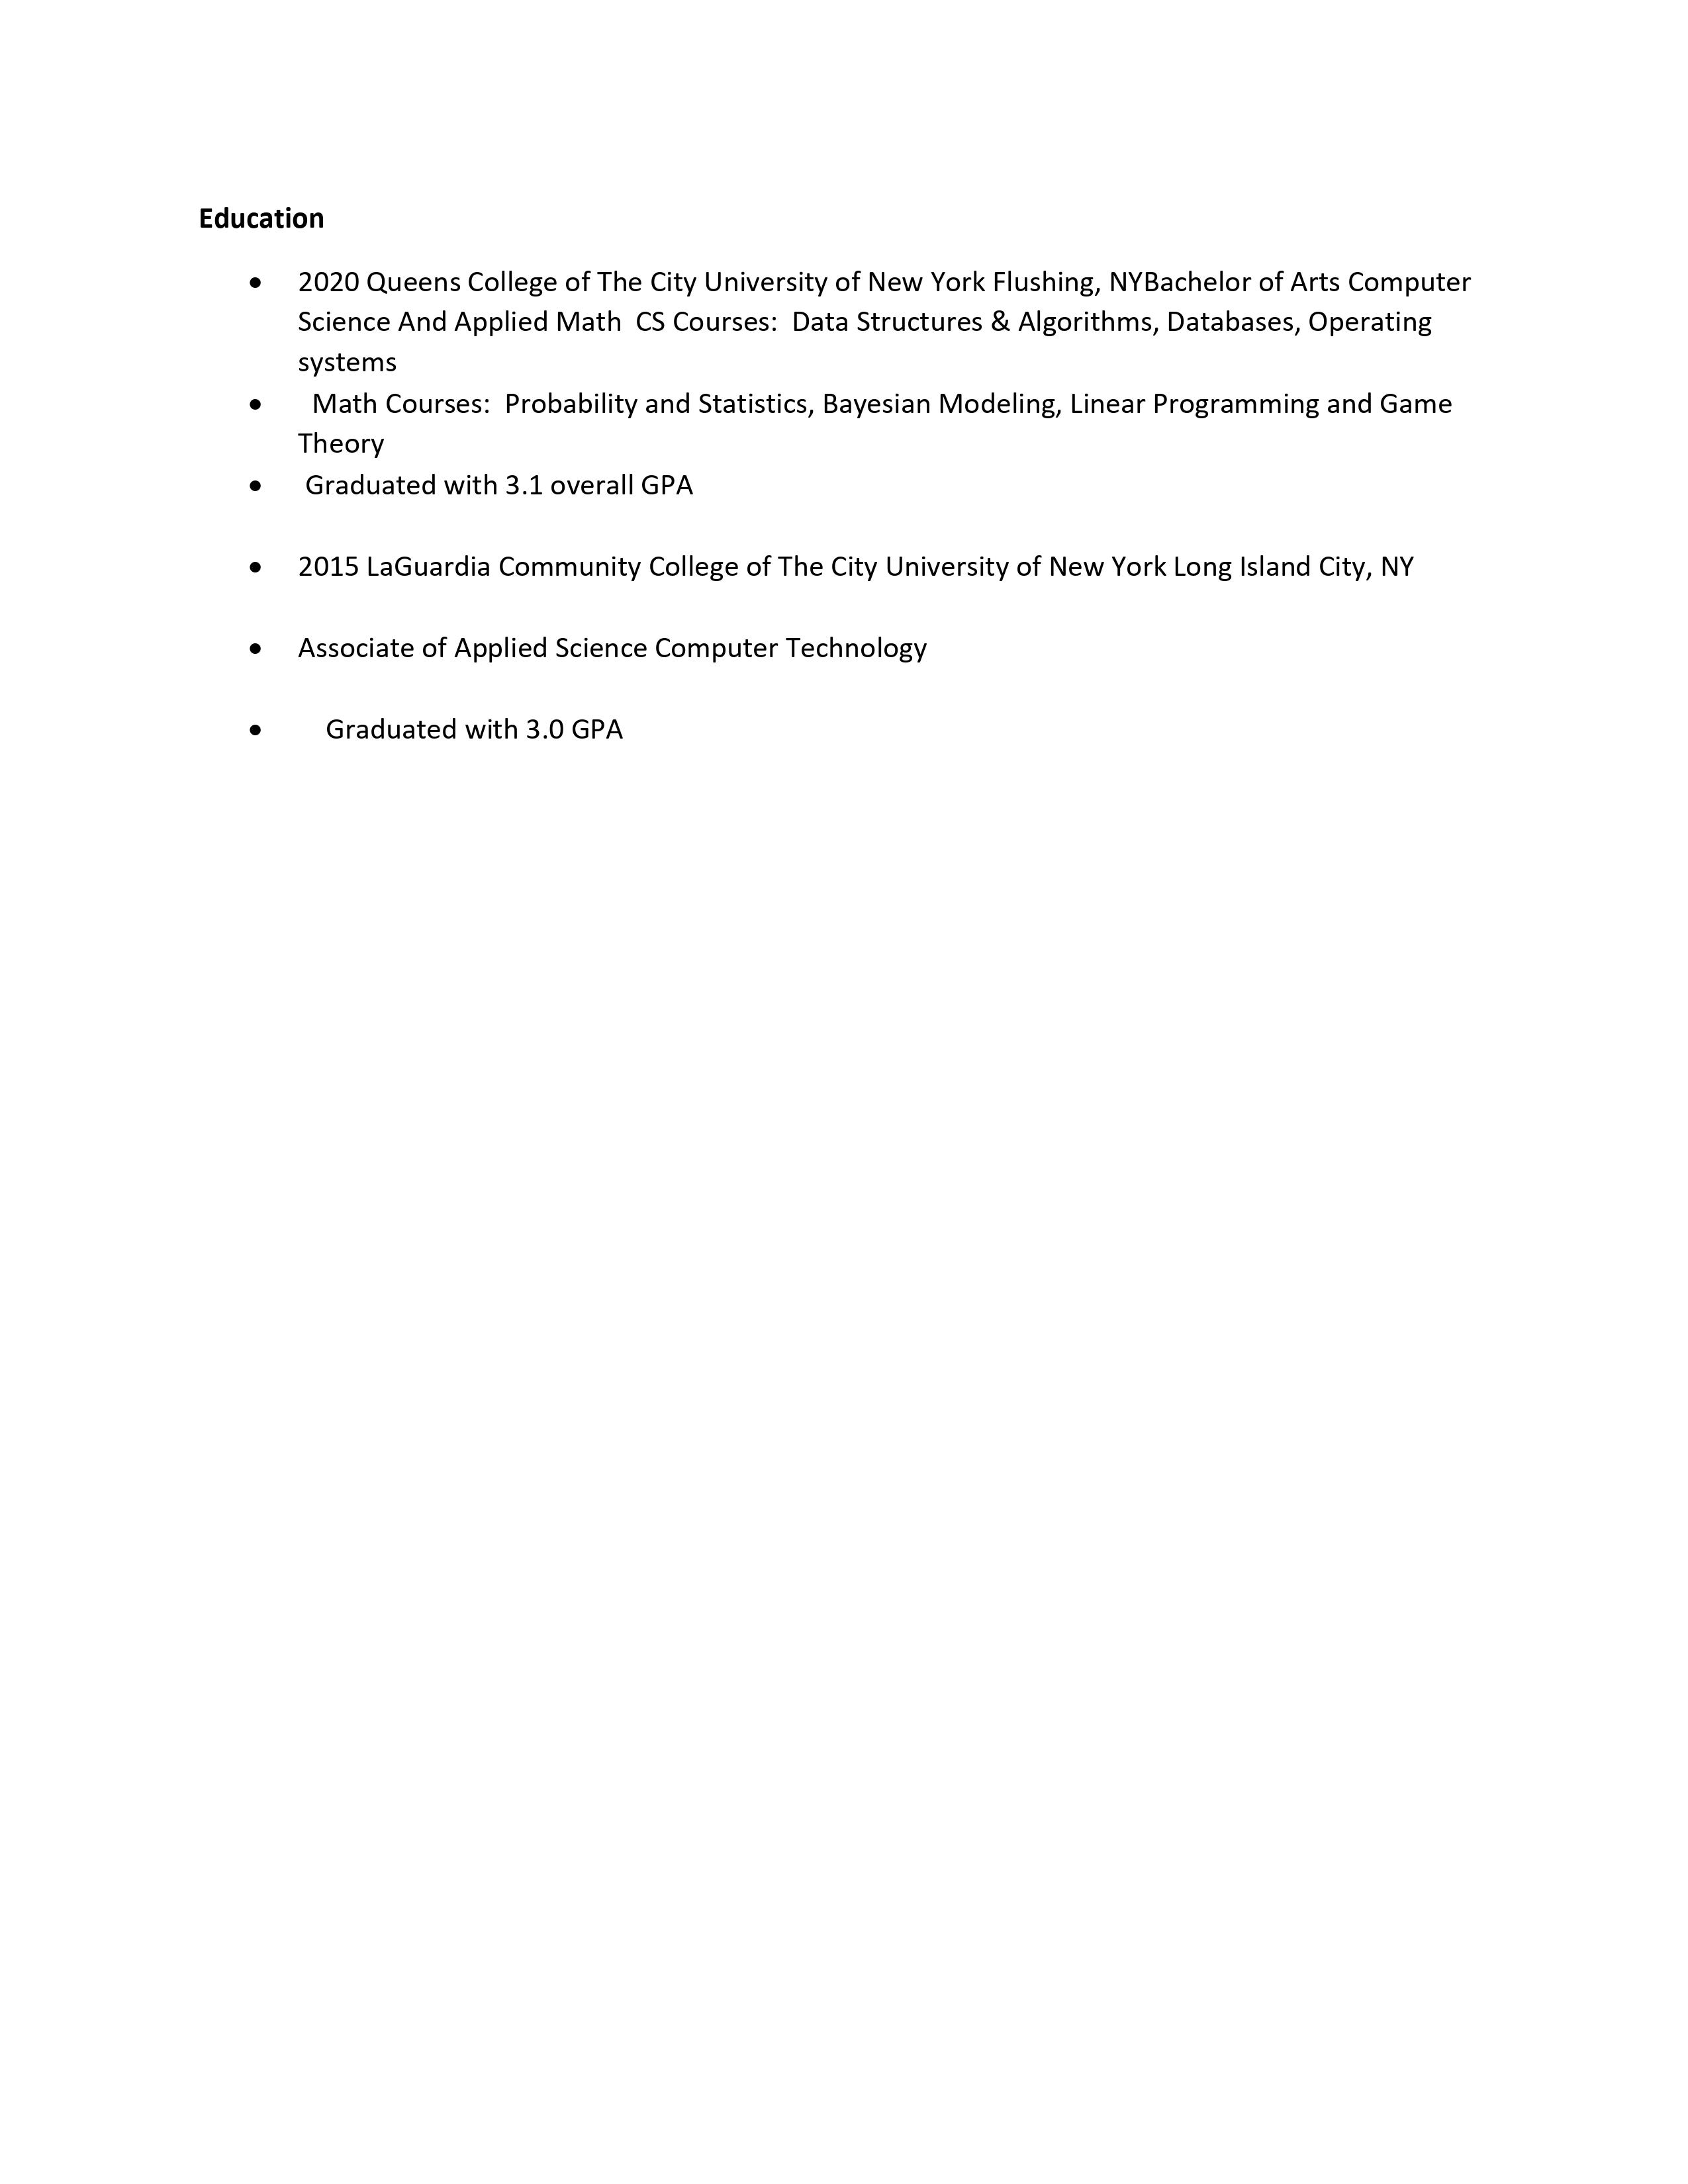 Education
• 2020 Queens College of The City University of New York Flushing, NYBachelor of Arts Computer
Science And Applied Math  CS Courses:  Data Structures & Algorithms, Databases, Operating
systems
•   Math Courses:  Probability and Statistics, Bayesian Modeling, Linear Programming and Game
Theory
•  Graduated with 3.1 overall GPA
• 2015 LaGuardia Community College of The City University of New York Long Island City, NY
• Associate of Applied Science Computer Technology
•    Graduated with 3.0 GPA